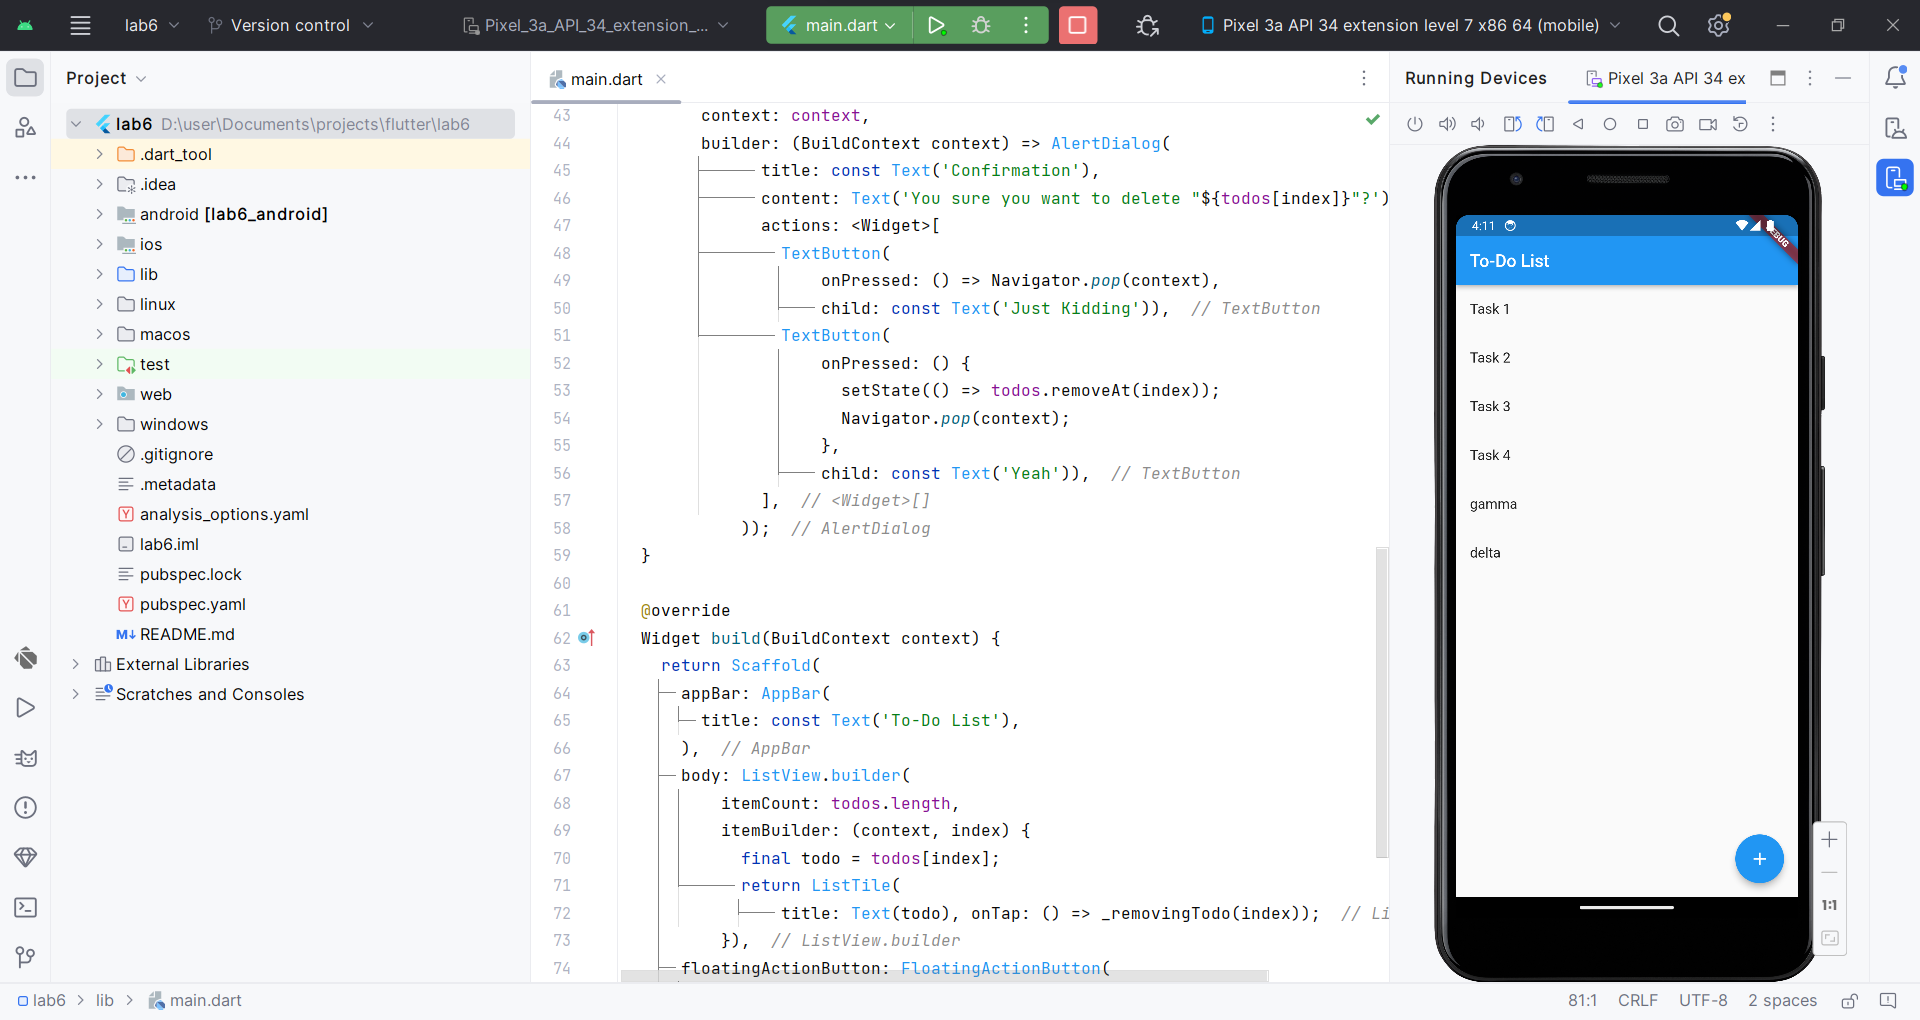 lab6
Version control
Pixel_3a_API_34_extension_...
main.dart
Pixel 3a API 34 extension level 7 x86 64 (mobile)
Project
lab6 D:\user\Documents\projects\flutter\lab6
.dart_tool
.idea
android [lab6_android]
ios
lib
linux
macos
test
web
windows
.gitignore
.metadata
analysis_options.yaml
lab6.iml
pubspec.lock
pubspec.yaml
M↓ README.md
External Libraries
Scratches and Consoles
main.dart
43 context: context,
44 builder: (BuildContext context) => AlertDialog(
45 title: const Text('Confirmation'),
46 content: Text('You sure you want to delete "${todos[index]}"?')
47 actions: <Widget>[
48 TextButton(
49 onPressed: () => Navigator.pop(context),
50 child: const Text('Just Kidding')), // TextButton
51 TextButton(
52 onPressed: () {
53 setState(() => todos.removeAt(index));
54 Navigator.pop(context);
55 },
56 child: const Text('Yeah')), // TextButton
57 ], // <Widget>[]
58 )); // AlertDialog
59 }
60
61 @override
62 Widget build(BuildContext context) {
63 return Scaffold(
64 appBar: AppBar(
65 title: const Text('To-Do List'),
66 ), // AppBar
67 body: ListView.builder(
68 itemCount: todos.length,
69 itemBuilder: (context, index) {
70 final todo = todos[index];
71 return ListTile(
72 title: Text(todo), onTap: () => _removingTodo(index)); // Li
73 }), // ListView.builder
74 floatingActionButton: FloatingActionButton(
Running Devices
Pixel 3a API 34 ex
4:11
DEBUG
To-Do List
Task 1
Task 2
Task 3
Task 4
gamma
delta
+
1:1
lab6 > lib > main.dart
81:1 CRLF UTF-8 2 spaces